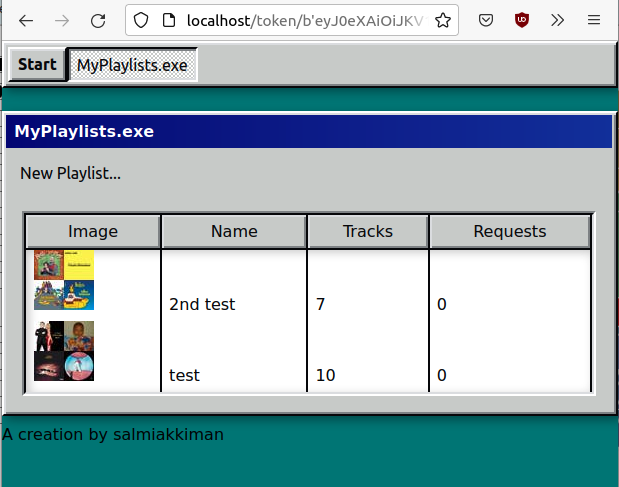 localhost/token/b'eyJ0eXAiOiJKV
Start MyPlaylists.exe
MyPlaylists.exe
New Playlist...
Image Name Tracks Requests
2nd test 7 0
test 10 0
A creation by salmiakkiman